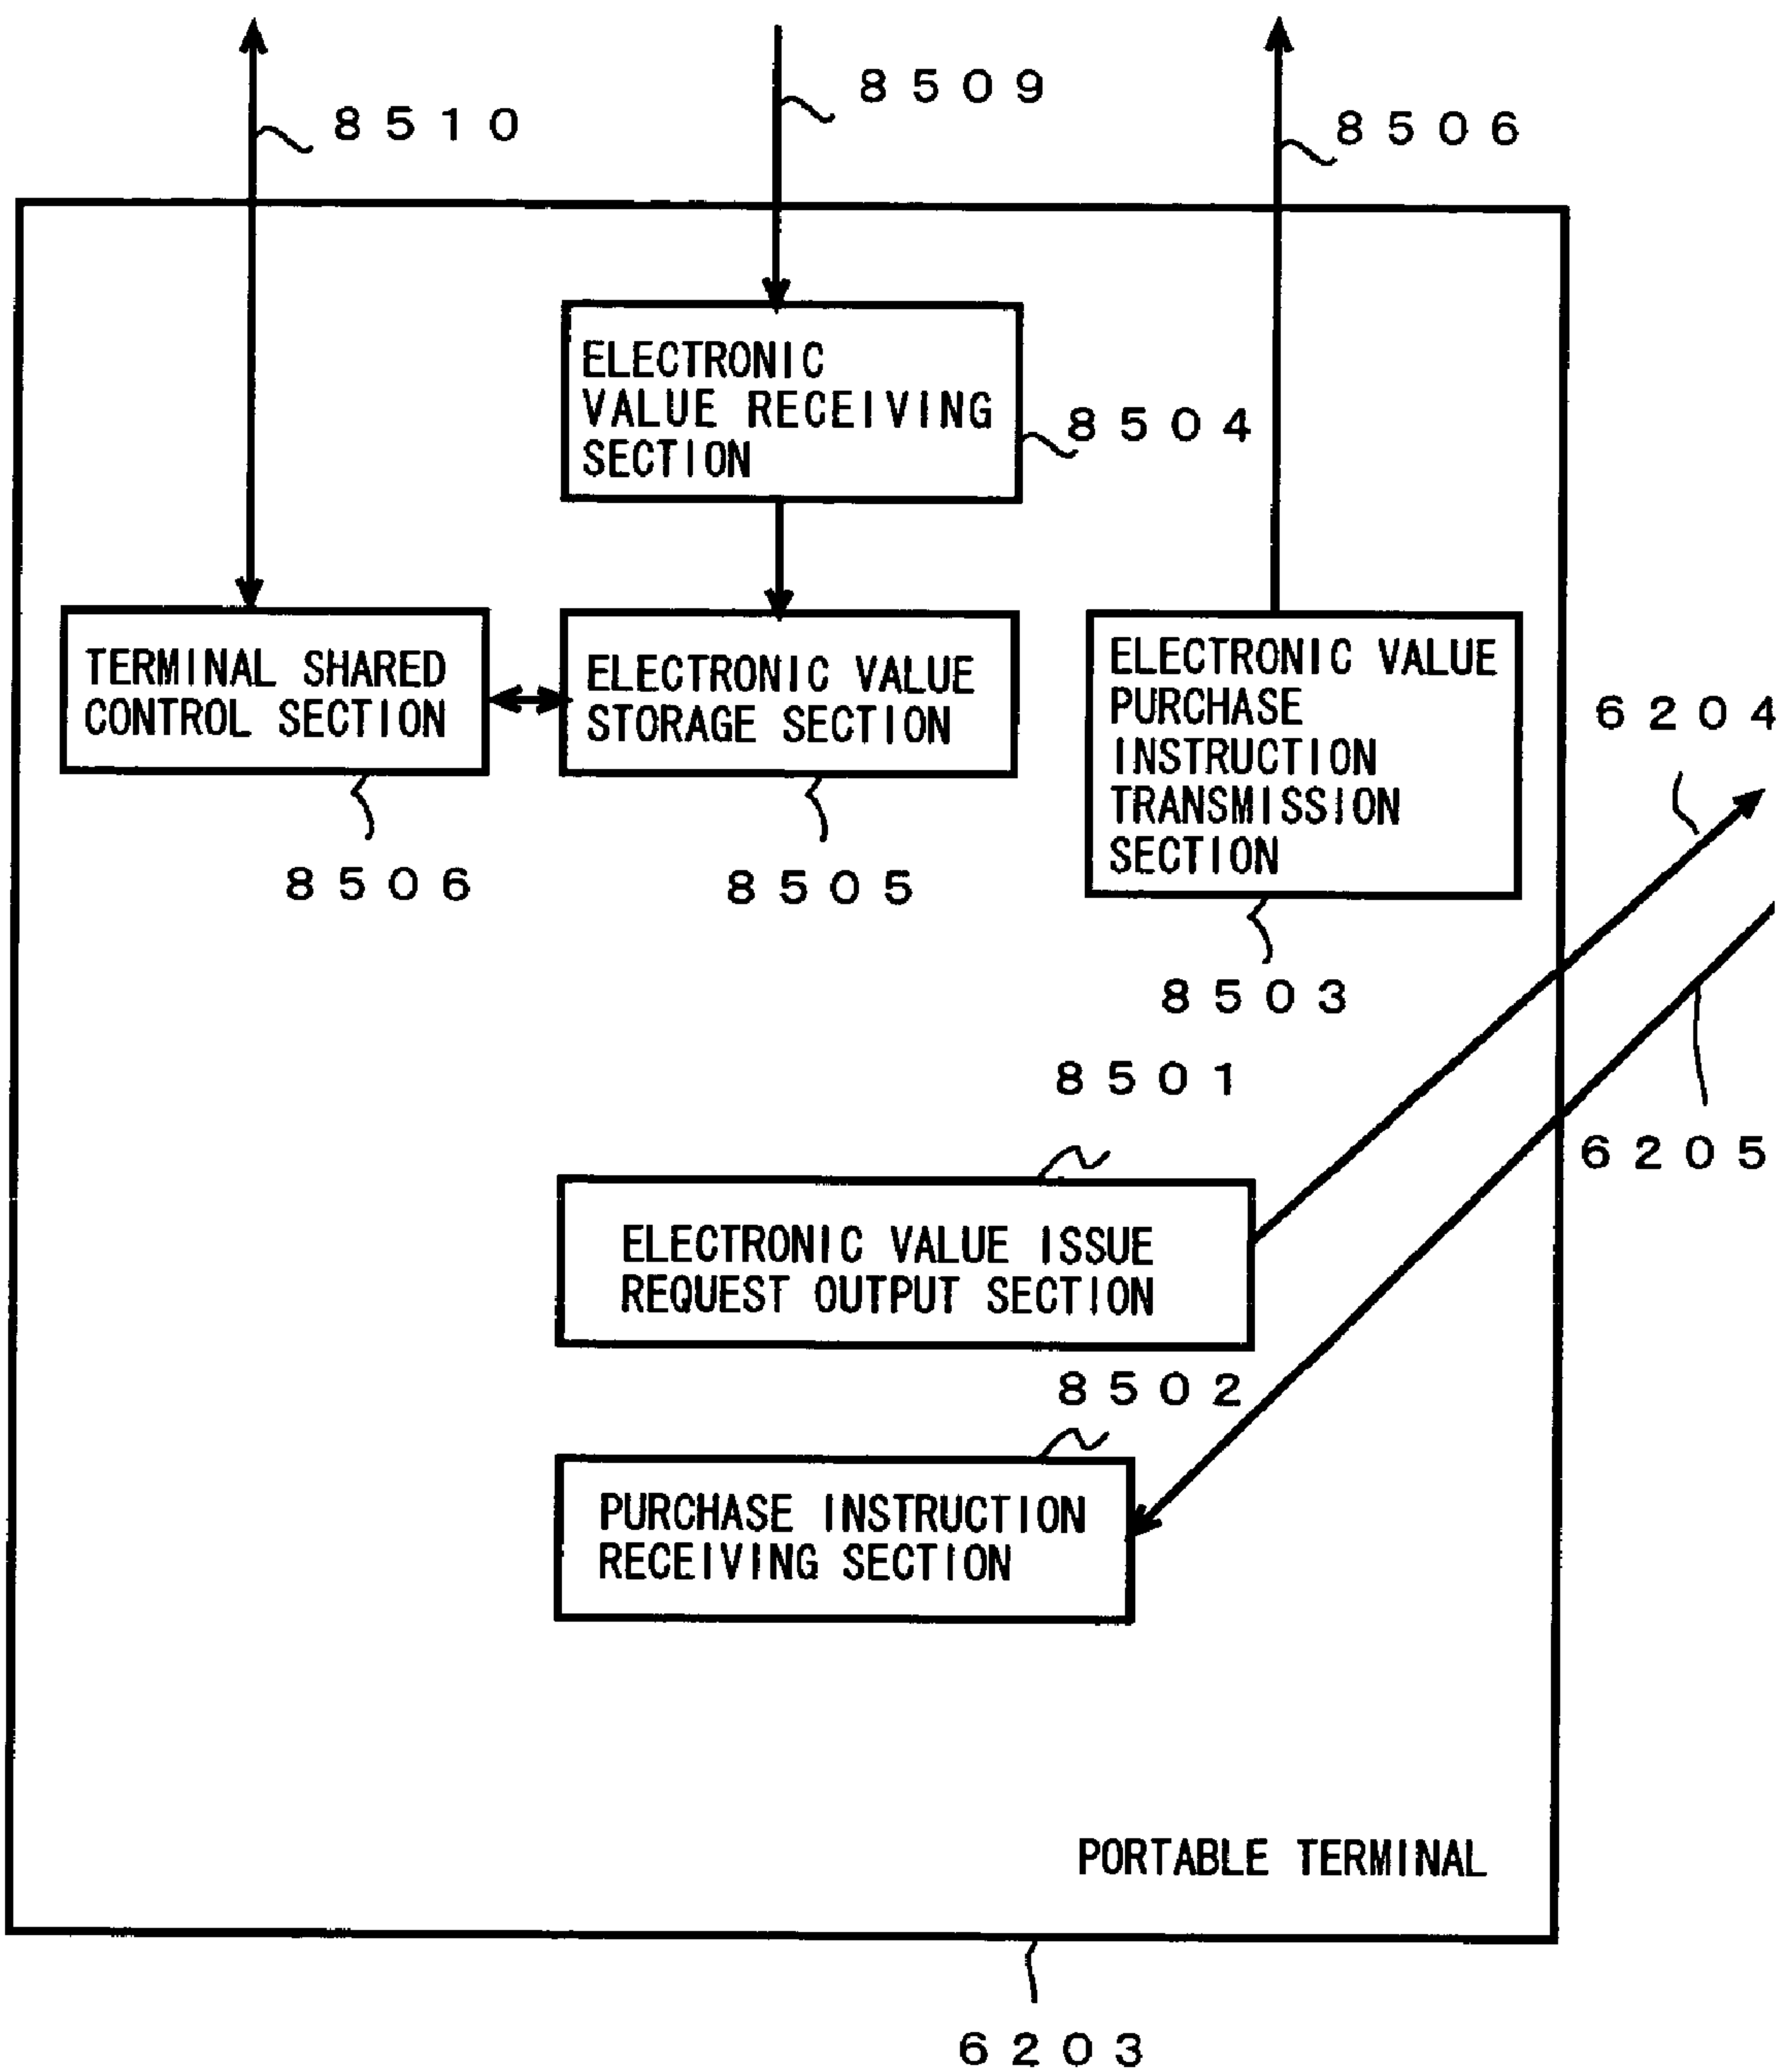 8509
8510
8506
ELECTRONIC
VALUE RECEIVING
SECTION
8504
TERMINAL SHARED
CONTROL SECTION
8506
ELECTRONIC VALUE
STORAGE SECTION
8505
ELECTRONIC VALUE
PURCHASE
INSTRUCTION
TRANSMISSION
SECTION
8503
6204
6205
8501
ELECTRONIC VALUE ISSUE
REQUEST OUTPUT SECTION
8502
PURCHASE INSTRUCTION
RECEIVING SECTION
PORTABLE TERMINAL
6203